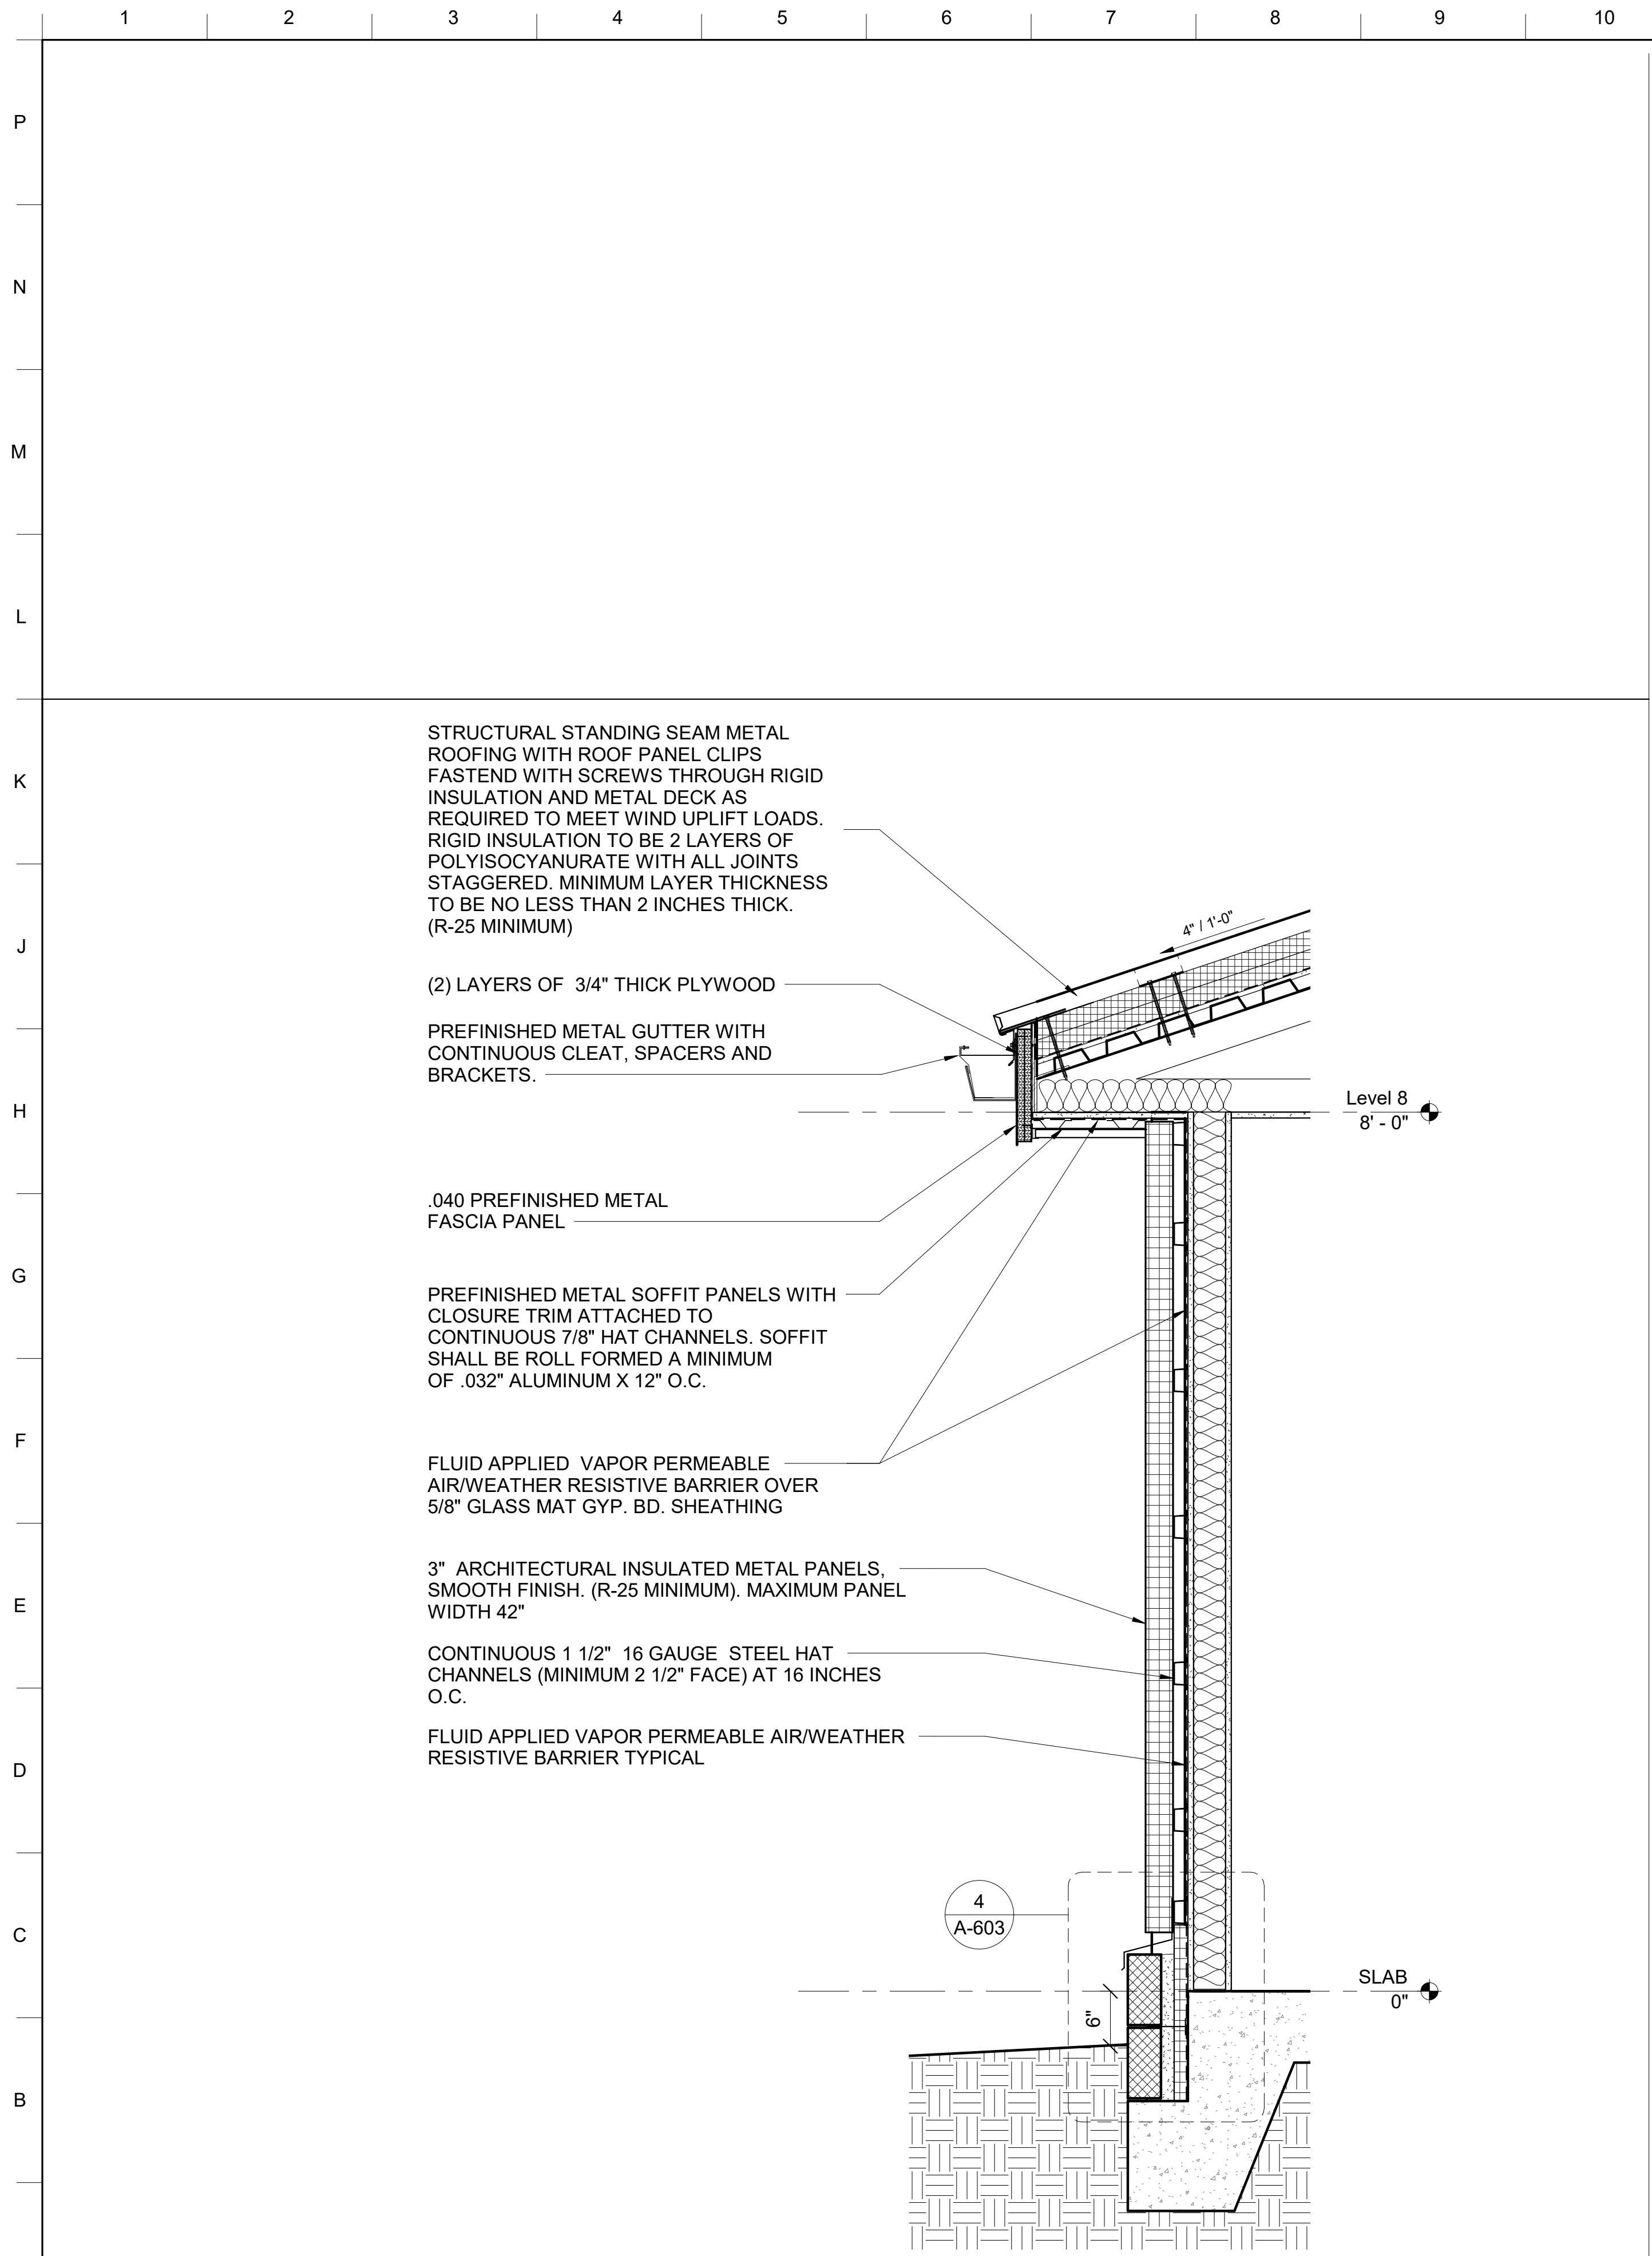 1 2 3 4 5 6 7 8 9 10
P
N
M
L
K
J
H
G
F
E
D
C
B
STRUCTURAL STANDING SEAM METAL
ROOFING WITH ROOF PANEL CLIPS
FASTEND WITH SCREWS THROUGH RIGID
INSULATION AND METAL DECK AS
REQUIRED TO MEET WIND UPLIFT LOADS.
RIGID INSULATION TO BE 2 LAYERS OF
POLYISOCYANURATE WITH ALL JOINTS
STAGGERED. MINIMUM LAYER THICKNESS
TO BE NO LESS THAN 2 INCHES THICK.
(R-25 MINIMUM)
4" / 1'-0"
(2) LAYERS OF 3/4" THICK PLYWOOD
PREFINISHED METAL GUTTER WITH
CONTINUOUS CLEAT, SPACERS AND
BRACKETS.
Level 8
8' - 0"
.040 PREFINISHED METAL
FASCIA PANEL
PREFINISHED METAL SOFFIT PANELS WITH
CLOSURE TRIM ATTACHED TO
CONTINUOUS 7/8" HAT CHANNELS. SOFFIT
SHALL BE ROLL FORMED A MINIMUM
OF .032" ALUMINUM X 12" O.C.
FLUID APPLIED VAPOR PERMEABLE
AIR/WEATHER RESISTIVE BARRIER OVER
5/8" GLASS MAT GYP. BD. SHEATHING
3" ARCHITECTURAL INSULATED METAL PANELS,
SMOOTH FINISH. (R-25 MINIMUM). MAXIMUM PANEL
WIDTH 42"
CONTINUOUS 1 1/2" 16 GAUGE STEEL HAT
CHANNELS (MINIMUM 2 1/2" FACE) AT 16 INCHES
O.C.
FLUID APPLIED VAPOR PERMEABLE AIR/WEATHER
RESISTIVE BARRIER TYPICAL
4
A-603
SLAB
0"
6"